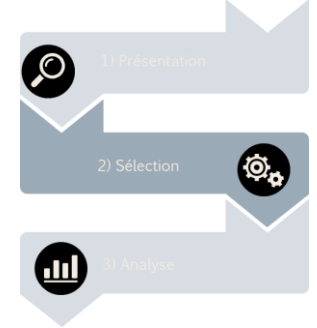 1) Présentation
2) Sélection
3) Analyse